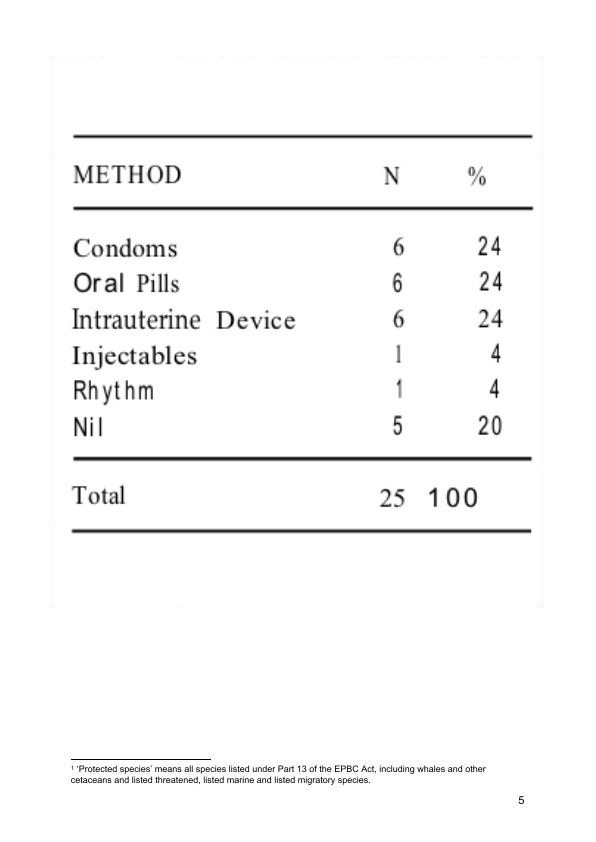 METHOD N %
Condoms 6 24
Oral Pills 6 24
Intrauterine Device 6 24
Injectables 1 4
Rhythm 1 4
Nil 5 20
Total 25 100
1 ‘Protected species’ means all species listed under Part 13 of the EPBC Act, including whales and other
cetaceans and listed threatened, listed marine and listed migratory species.
5